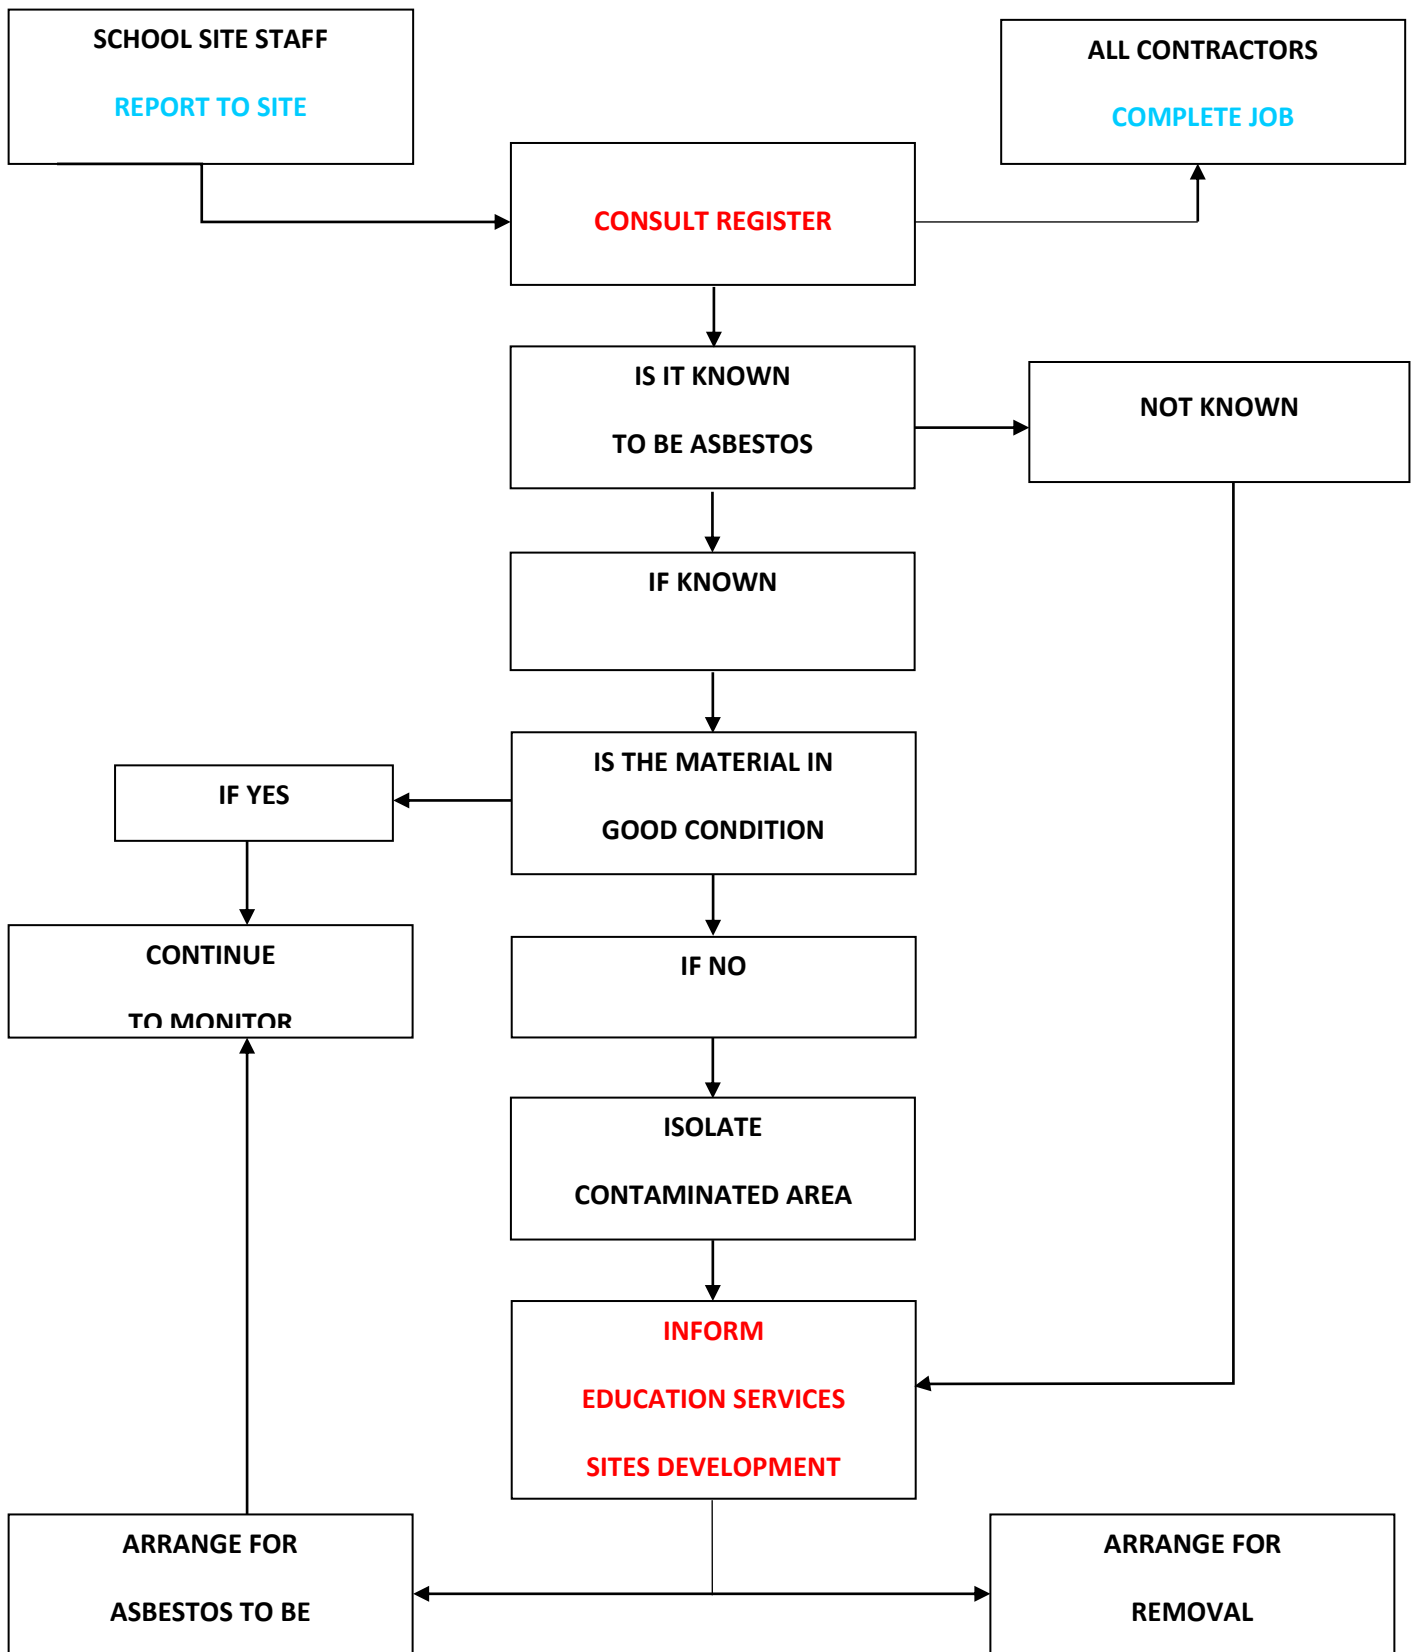 SCHOOL SITE STAFF
REPORT TO SITE
ALL CONTRACTORS
COMPLETE JOB
CONSULT REGISTER
IS IT KNOWN
TO BE ASBESTOS
NOT KNOWN
IF KNOWN
IS THE MATERIAL IN
GOOD CONDITION
IF YES
CONTINUE
TO MONITOR
IF NO
ISOLATE
CONTAMINATED AREA
INFORM
EDUCATION SERVICES
SITES DEVELOPMENT
ARRANGE FOR
ASBESTOS TO BE
ARRANGE FOR
REMOVAL